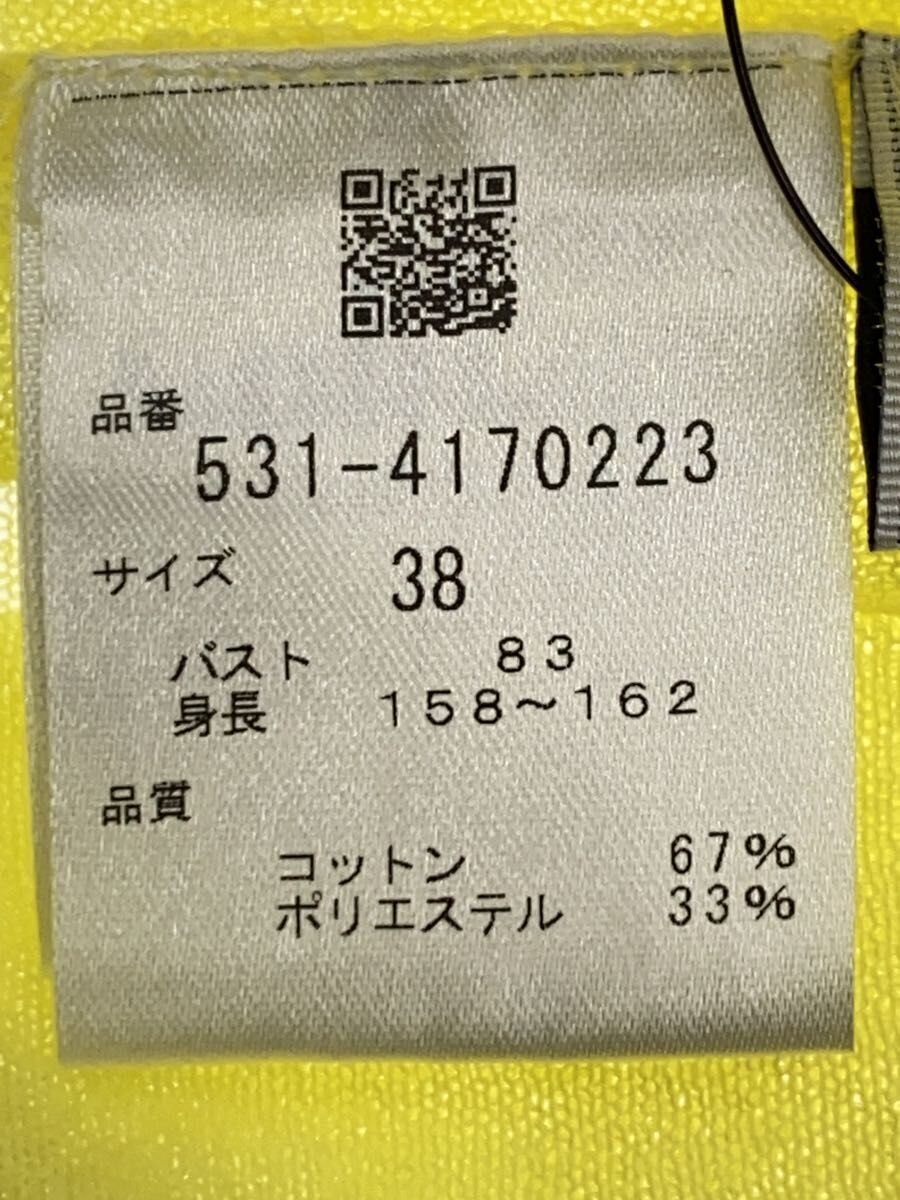 品番
531-4170223
サイズ 38
バスト 83
身長 158～162
品質
コットン 67%
ポリエステル 33%